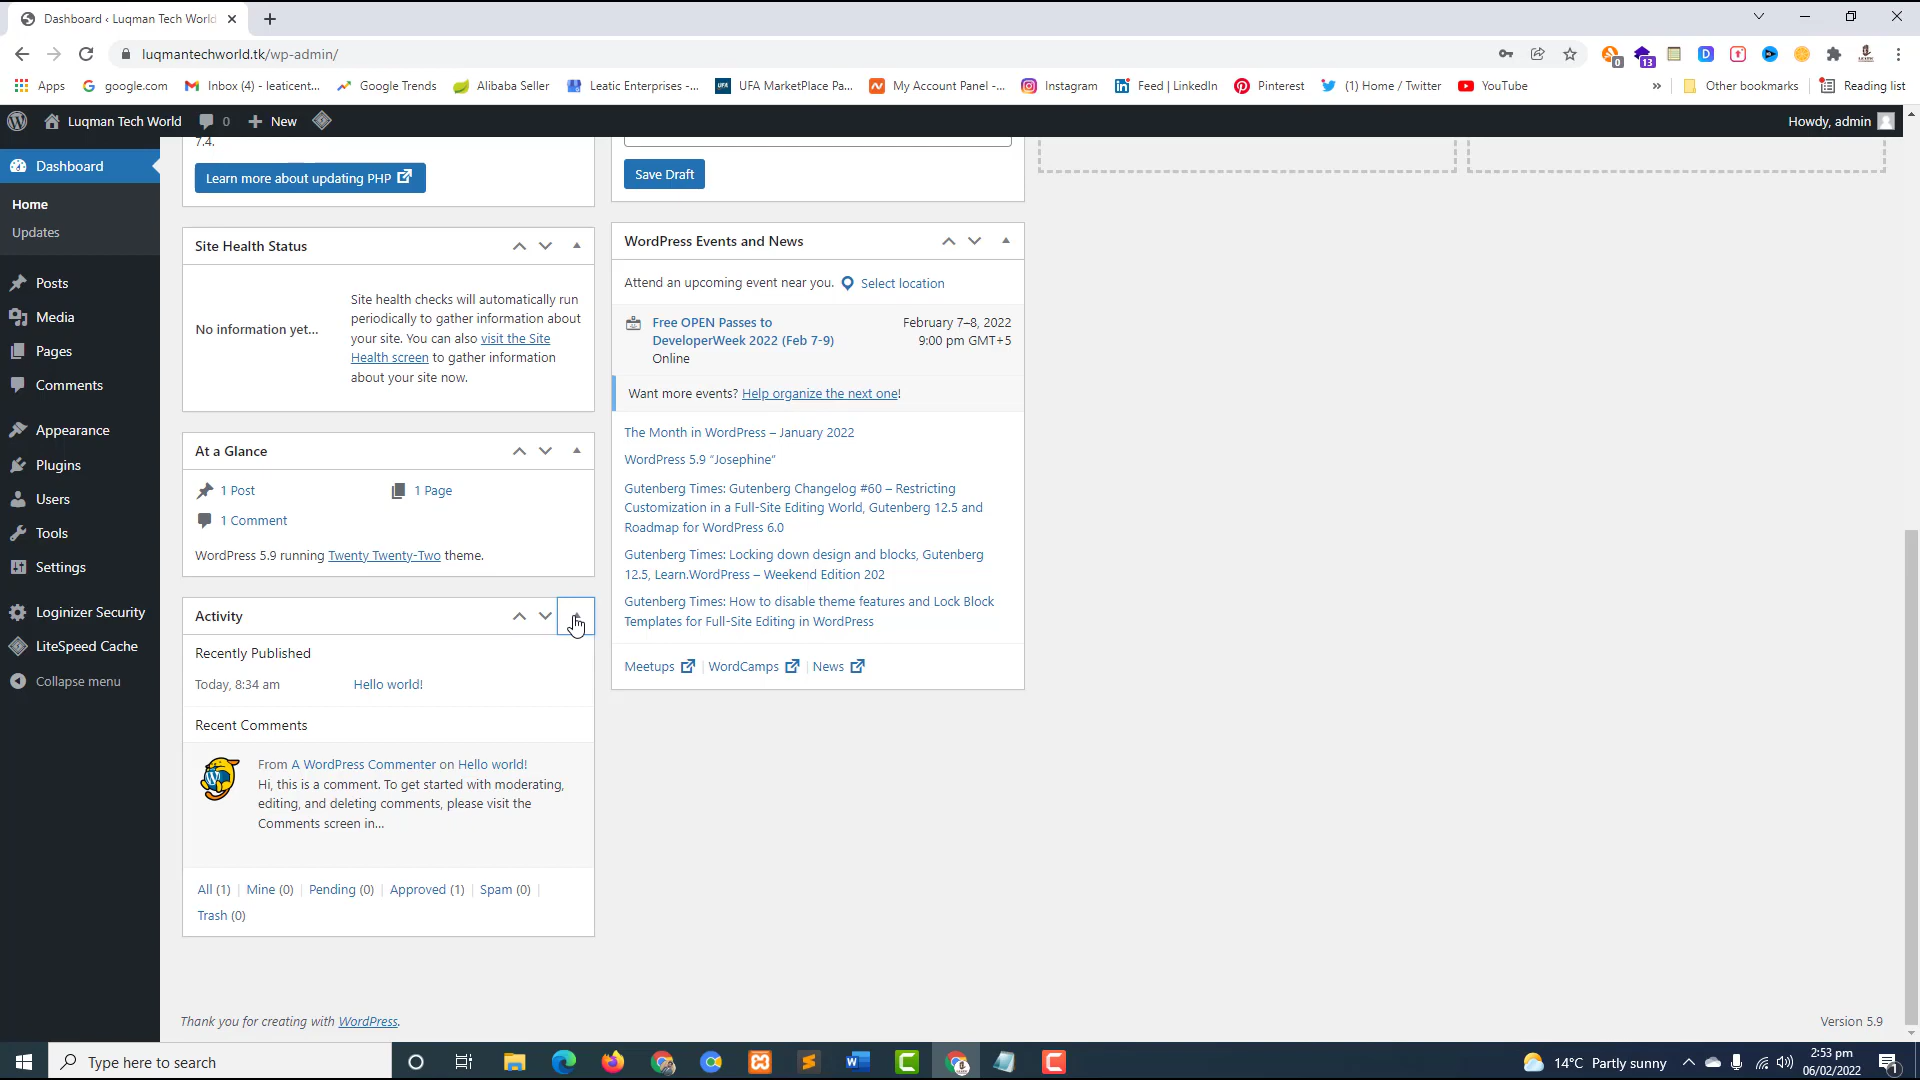 Dashboard ‹ Luqman Tech World
luqmantechworld.tk/wp-admin/
0
13
D
Apps
google.com
Inbox (4) - leaticent...
Google Trends
Alibaba Seller
Leatic Enterprises -...
UFA MarketPlace Pa...
My Account Panel -...
Instagram
Feed | LinkedIn
Pinterest
(1) Home / Twitter
YouTube
»
Other bookmarks
Reading list
Luqman Tech World
0
New
Howdy, admin
Dashboard
Home
Updates
Posts
Media
Pages
Comments
Appearance
Plugins
Users
Tools
Settings
Loginizer Security
LiteSpeed Cache
Collapse menu
7.4.
Learn more about updating PHP
Site Health Status
No information yet...
Site health checks will automatically run
periodically to gather information about
your site. You can also visit the Site
Health screen to gather information
about your site now.
At a Glance
1 Post
1 Page
1 Comment
WordPress 5.9 running Twenty Twenty-Two theme.
Activity
Recently Published
Today, 8:34 am
Hello world!
Recent Comments
From A WordPress Commenter on Hello world!
Hi, this is a comment. To get started with moderating,
editing, and deleting comments, please visit the
Comments screen in...
All (1) | Mine (0) | Pending (0) | Approved (1) | Spam (0) |
Trash (0)
Save Draft
WordPress Events and News
Attend an upcoming event near you.
Select location
Free OPEN Passes to
DeveloperWeek 2022 (Feb 7-9)
Online
February 7–8, 2022
9:00 pm GMT+5
Want more events? Help organize the next one!
The Month in WordPress – January 2022
WordPress 5.9 “Josephine”
Gutenberg Times: Gutenberg Changelog #60 – Restricting
Customization in a Full-Site Editing World, Gutenberg 12.5 and
Roadmap for WordPress 6.0
Gutenberg Times: Locking down design and blocks, Gutenberg
12.5, Learn.WordPress – Weekend Edition 202
Gutenberg Times: How to disable theme features and Lock Block
Templates for Full-Site Editing in WordPress
Meetups | WordCamps | News
Thank you for creating with WordPress.
Version 5.9
Type here to search
14°C Partly sunny
2:53 pm
06/02/2022
1